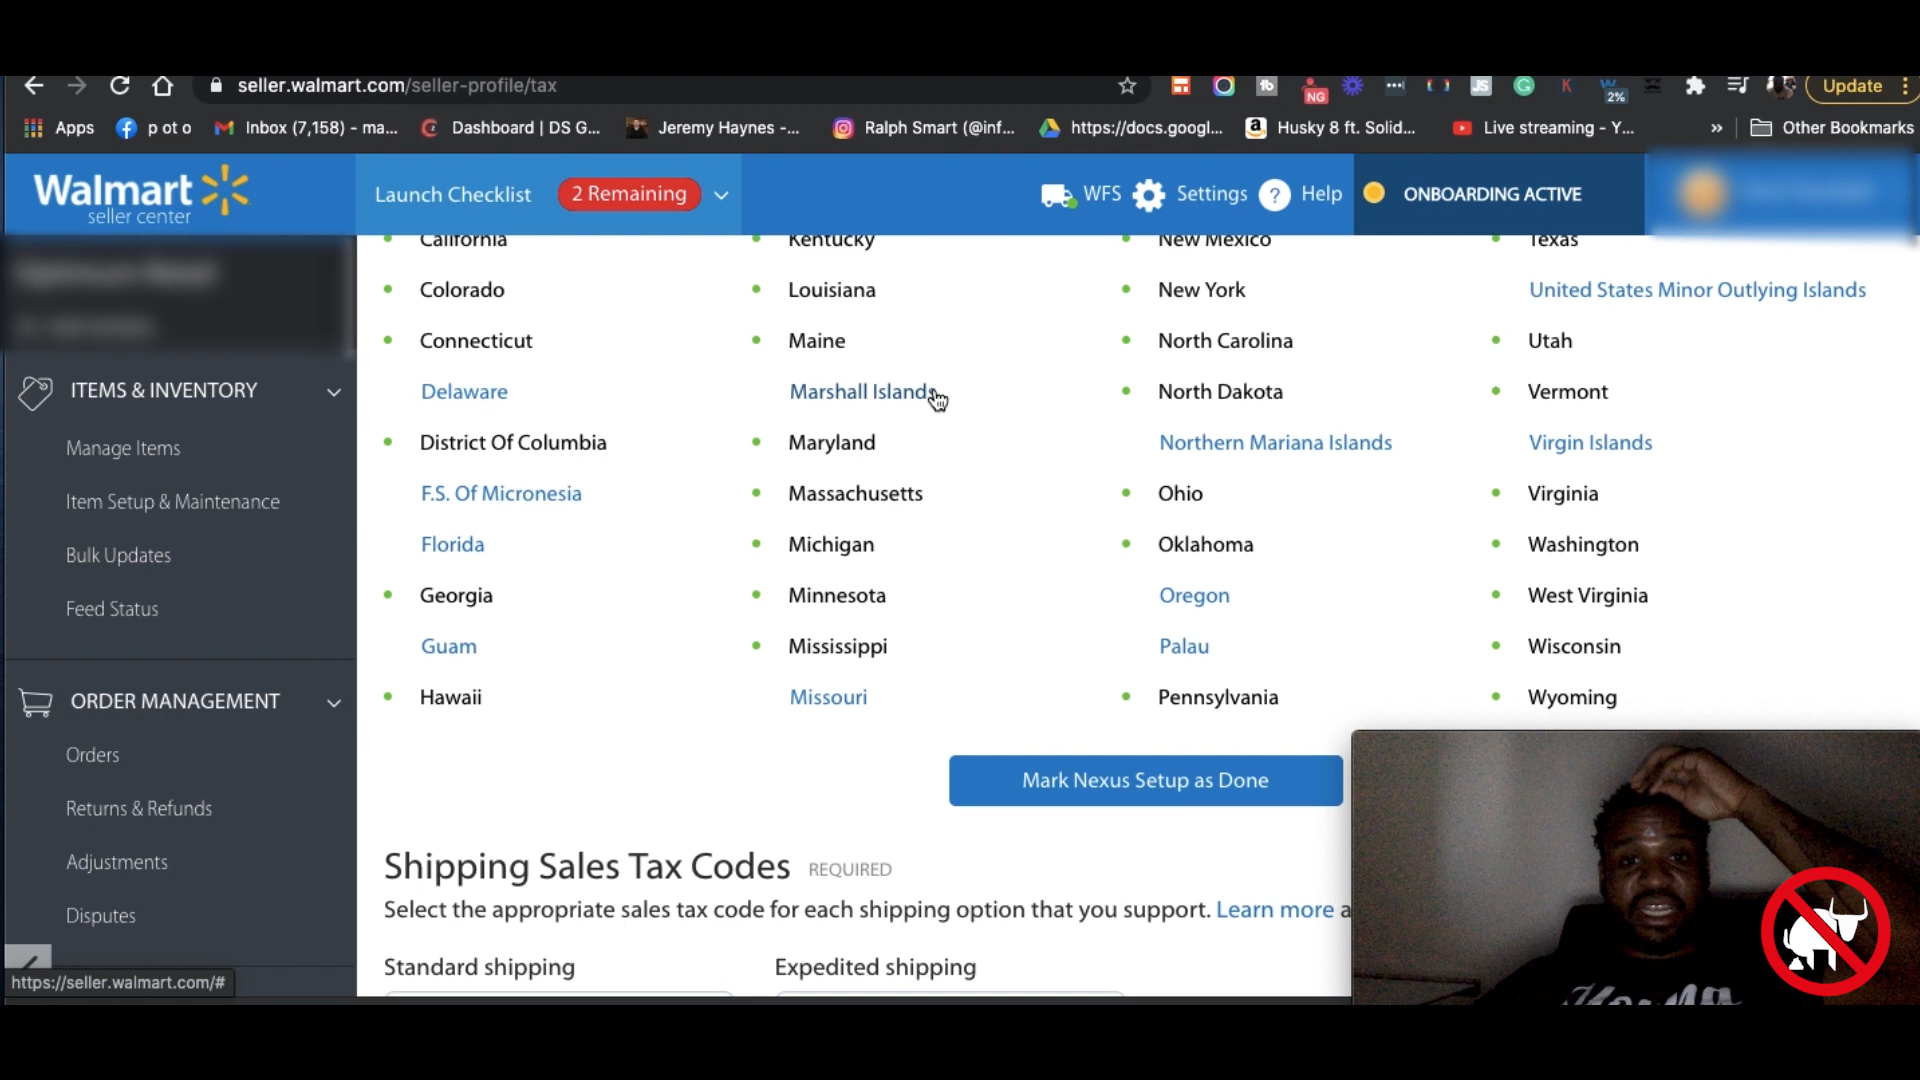 seller.walmart.com/seller-profile/tax
NG
2%
Update
Apps
p ot o
Inbox (7,158) - ma...
Dashboard | DS G...
Jeremy Haynes -...
Ralph Smart (@inf...
https://docs.googl...
Husky 8 ft. Solid...
Live streaming - Y...
»
Other Bookmarks
Walmart
seller center
Launch Checklist
2 Remaining
WFS
Settings
? Help
ONBOARDING ACTIVE
ITEMS & INVENTORY
Manage Items
Item Setup & Maintenance
Bulk Updates
Feed Status
ORDER MANAGEMENT
Orders
Returns & Refunds
Adjustments
Disputes
https://seller.walmart.com/#
California
Colorado
Connecticut
Delaware
District Of Columbia
F.S. Of Micronesia
Florida
Georgia
Guam
Hawaii
Kentucky
Louisiana
Maine
Marshall Islands
Maryland
Massachusetts
Michigan
Minnesota
Mississippi
Missouri
New Mexico
New York
North Carolina
North Dakota
Northern Mariana Islands
Ohio
Oklahoma
Oregon
Palau
Pennsylvania
Texas
United States Minor Outlying Islands
Utah
Vermont
Virgin Islands
Virginia
Washington
West Virginia
Wisconsin
Wyoming
Mark Nexus Setup as Done
Shipping Sales Tax Codes REQUIRED
Select the appropriate sales tax code for each shipping option that you support. Learn more a
Standard shipping
Expedited shipping